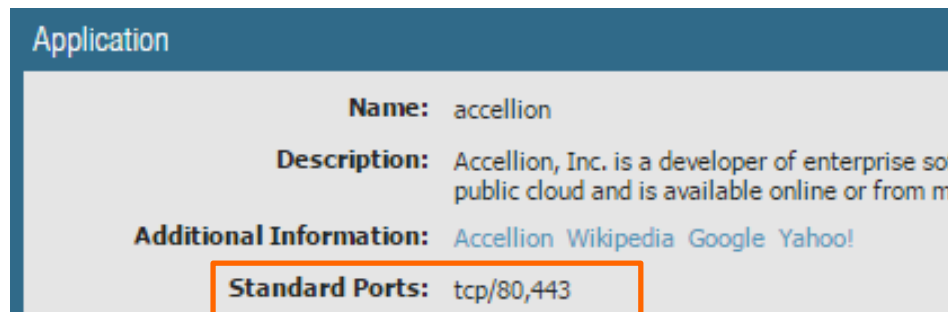 Application
Name: accellion
Description: Accellion, Inc. is a developer of enterprise
public cloud and is available online or from
Additional Information: Accellion Wikipedia Google Yahoo!
Standard Ports: tcp/80,443